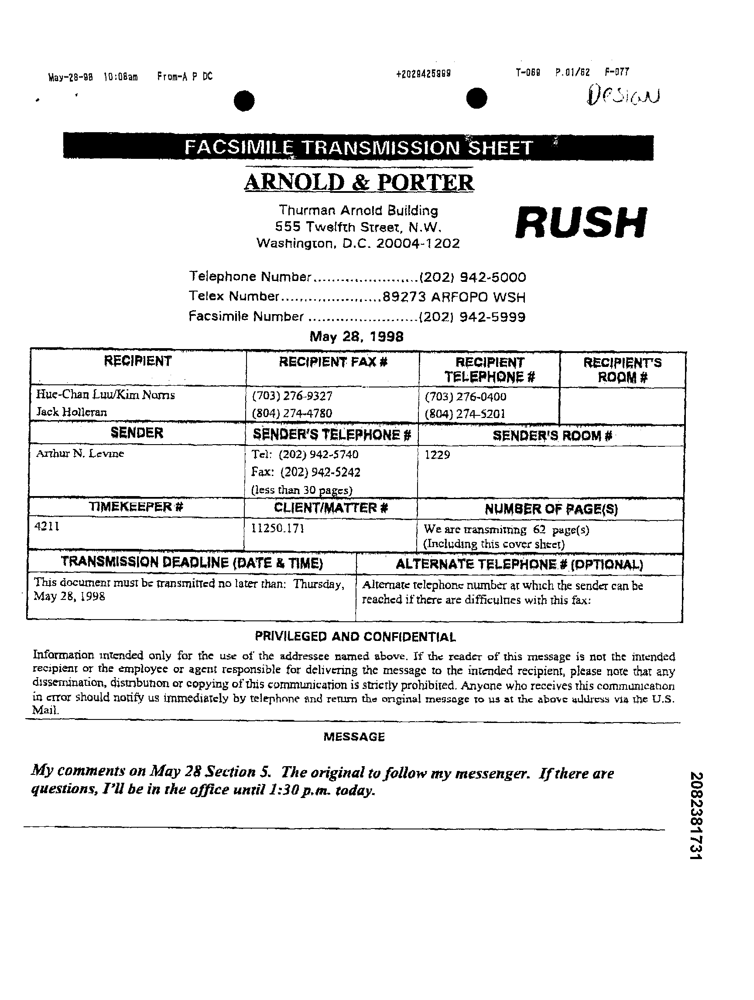 May-28-98 10:08am From-A P DC +2029425999 T-069 P.01/62 F-077
DESIGN
FACSIMILE TRANSMISSION SHEET
ARNOLD & PORTER
Thurman Arnold Building
555 Twelfth Street, N.W.
Washington, D.C. 20004-1202
RUSH
Telephone Number.......................(202) 942-5000
Telex Number......................89273 ARFOPO WSH
Facsimile Number ........................(202) 942-5999
May 28, 1998
RECIPIENT RECIPIENT FAX # RECIPIENT TELEPHONE # RECIPIENT'S ROOM #
Hue-Chan Luu/Kim Norris (703) 276-9327 (703) 276-0400
Jack Holleran (804) 274-4780 (804) 274-5201
SENDER SENDER'S TELEPHONE # SENDER'S ROOM #
Arthur N. Levine Tel: (202) 942-5740 1229
Fax: (202) 942-5242
(less than 30 pages)
TIMEKEEPER # CLIENT/MATTER # NUMBER OF PAGE(S)
4211 11250.171 We are transmitting 62 page(s)
(Including this cover sheet)
TRANSMISSION DEADLINE (DATE & TIME) ALTERNATE TELEPHONE # (OPTIONAL)
This document must be transmitted no later than: Thursday, May 28, 1998
Alternate telephone number at which the sender can be reached if there are difficulties with this fax:
PRIVILEGED AND CONFIDENTIAL
Information intended only for the use of the addressee named above. If the reader of this message is not the intended
recipient or the employee or agent responsible for delivering the message to the intended recipient, please note that any
dissemination, distribution or copying of this communication is strictly prohibited. Anyone who receives this communication
in error should notify us immediately by telephone and return the original message to us at the above address via the U.S.
Mail.
MESSAGE
My comments on May 28 Section 5. The original to follow my messenger. If there are
questions, I'll be in the office until 1:30 p.m. today.
2082381731